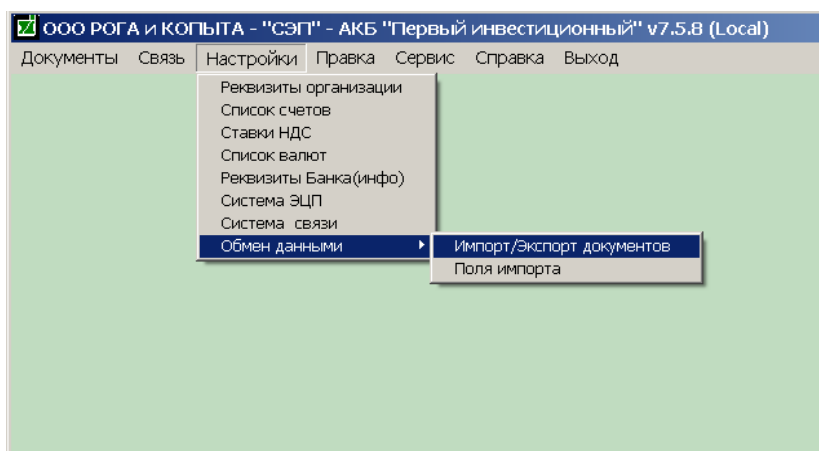 ООО РОГА и КОПЫТА - "СЭП" - АКБ "Первый инвестиционный" v7.5.8 (Local)
Документы Связь Настройки Правка Сервис Справка Выход
Реквизиты организации
Список счетов
Ставки НДС
Список валют
Реквизиты Банка(инфо)
Система ЭЦП
Система связи
Обмен данными
Импорт/Экспорт документов
Поля импорта